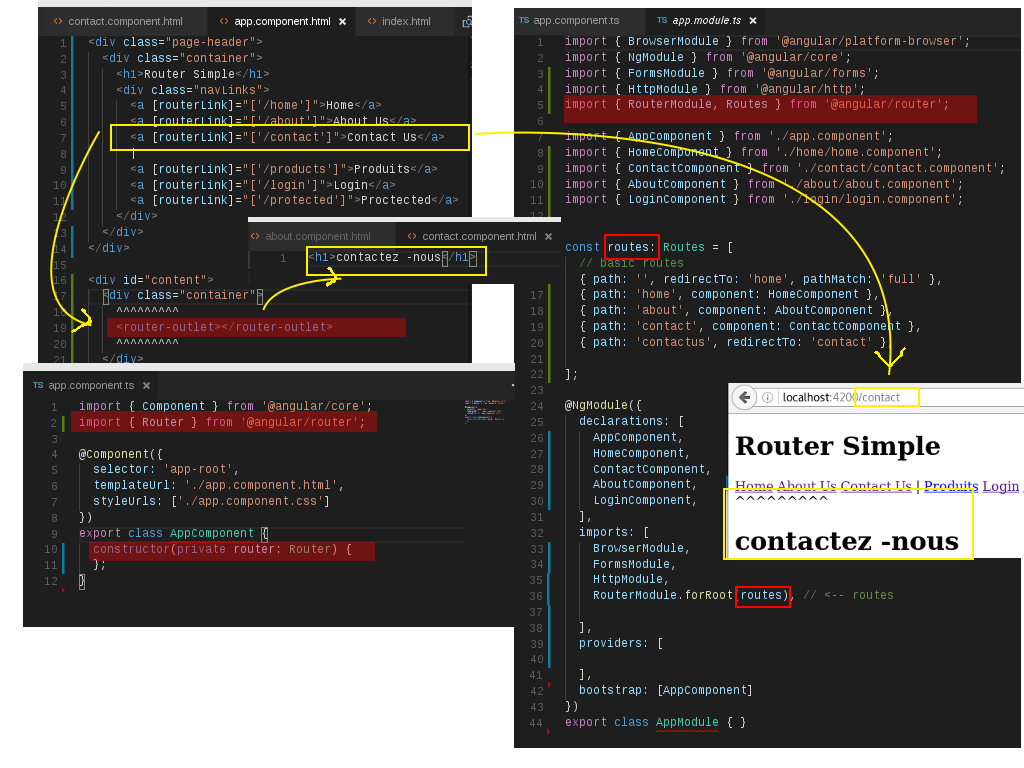 contact.component.html
app.component.html ×
index.html
1 <div class="page-header">
2 <div class="container">
3 <h1>Router Simple</h1>
4 <div class="navLinks">
5 <a [routerLink]="['/home']">Home</a>
6 <a [routerLink]="['/about']">About Us</a>
7 <a [routerLink]="['/contact']">Contact Us</a>
8 |
9 <a [routerLink]="['/products']">Produits</a>
10 <a [routerLink]="['/login']">Login</a>
11 <a [routerLink]="['/protected']">Proctected</a>
12 </div>
13 </div>
14 </div>
15
16 <div id="content">
17 <div class="container">
18 ^^^^^^^^^
19 <router-outlet></router-outlet>
20 ^^^^^^^^^
21 </div>
about.component.html
contact.component.html ×
1 <h1>contactez -nous</h1>
TS app.component.ts ×
1 import { Component } from '@angular/core';
2 import { Router } from '@angular/router';
3
4 @Component({
5 selector: 'app-root',
6 templateUrl: './app.component.html',
7 styleUrls: ['./app.component.css']
8 })
9 export class AppComponent {
10 constructor(private router: Router) {
11 };
12 }
TS app.component.ts
TS app.module.ts ×
1 import { BrowserModule } from '@angular/platform-browser';
2 import { NgModule } from '@angular/core';
3 import { FormsModule } from '@angular/forms';
4 import { HttpModule } from '@angular/http';
5 import { RouterModule, Routes } from '@angular/router';
6
7 import { AppComponent } from './app.component';
8 import { HomeComponent } from './home/home.component';
9 import { ContactComponent } from './contact/contact.component';
10 import { AboutComponent } from './about/about.component';
11 import { LoginComponent } from './login/login.component';
12
const routes: Routes = [
// basic routes
{ path: '', redirectTo: 'home', pathMatch: 'full' },
17 { path: 'home', component: HomeComponent },
18 { path: 'about', component: AboutComponent },
19 { path: 'contact', component: ContactComponent },
20 { path: 'contactus', redirectTo: 'contact' },
21
22 ];
23
24 @NgModule({
25 declarations: [
26 AppComponent,
27 HomeComponent,
28 ContactComponent,
29 AboutComponent,
30 LoginComponent,
31 ],
32 imports: [
33 BrowserModule,
34 FormsModule,
35 HttpModule,
36 RouterModule.forRoot(routes), // <-- routes
37
38 ],
39 providers: [
40
41 ],
42 bootstrap: [AppComponent]
43 })
44 export class AppModule { }
localhost:4200/contact
Router Simple
Home About Us Contact Us | Produits Login
^^^^^^^^^
contactez -nous